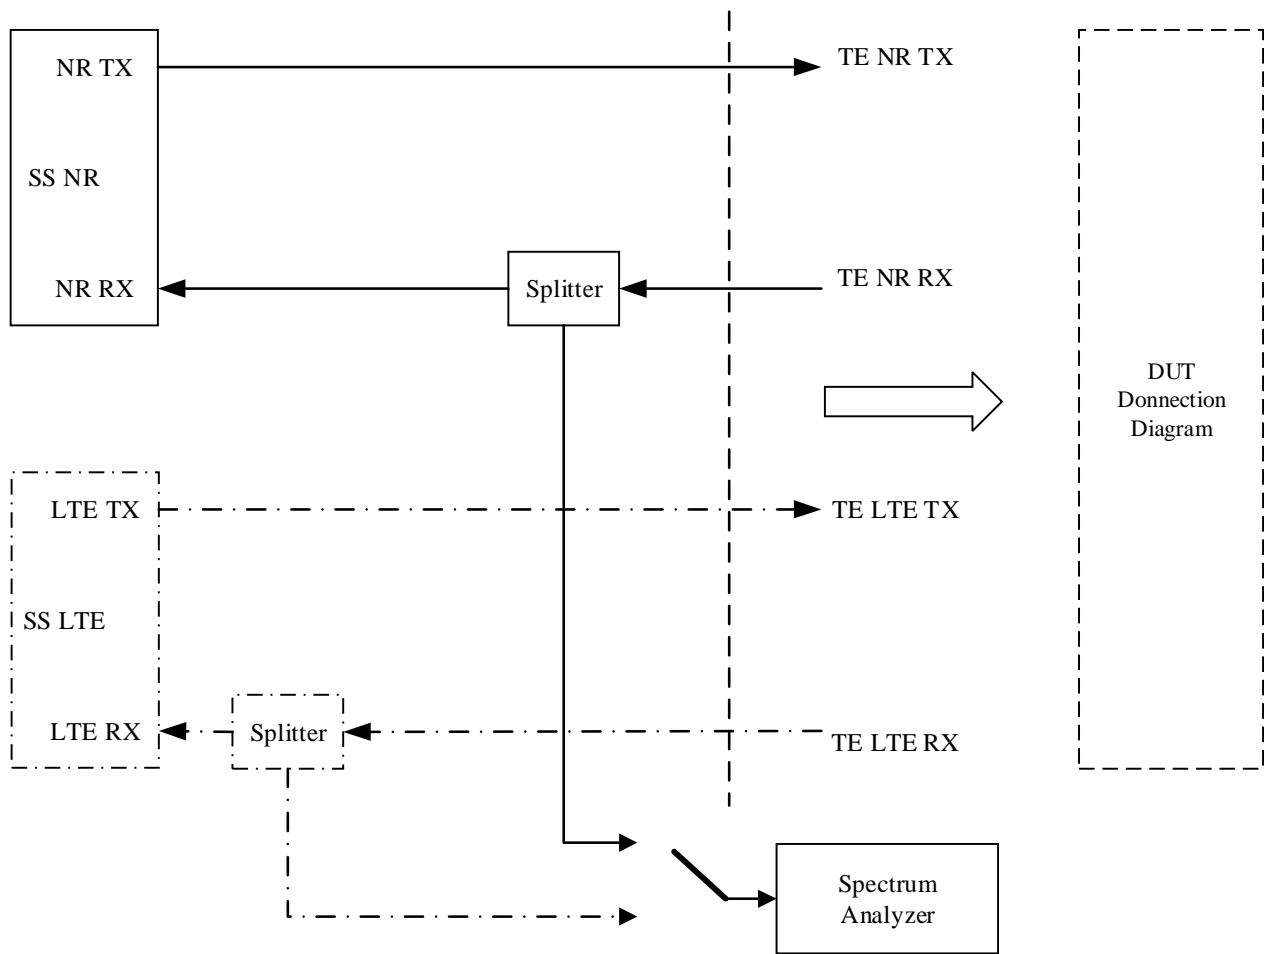 NR TX
TE NR TX
SS NR
NR RX
Splitter
TE NR RX
DUT
Donnection
Diagram
LTE TX
TE LTE TX
SS LTE
LTE RX
Splitter
TE LTE RX
Spectrum
Analyzer